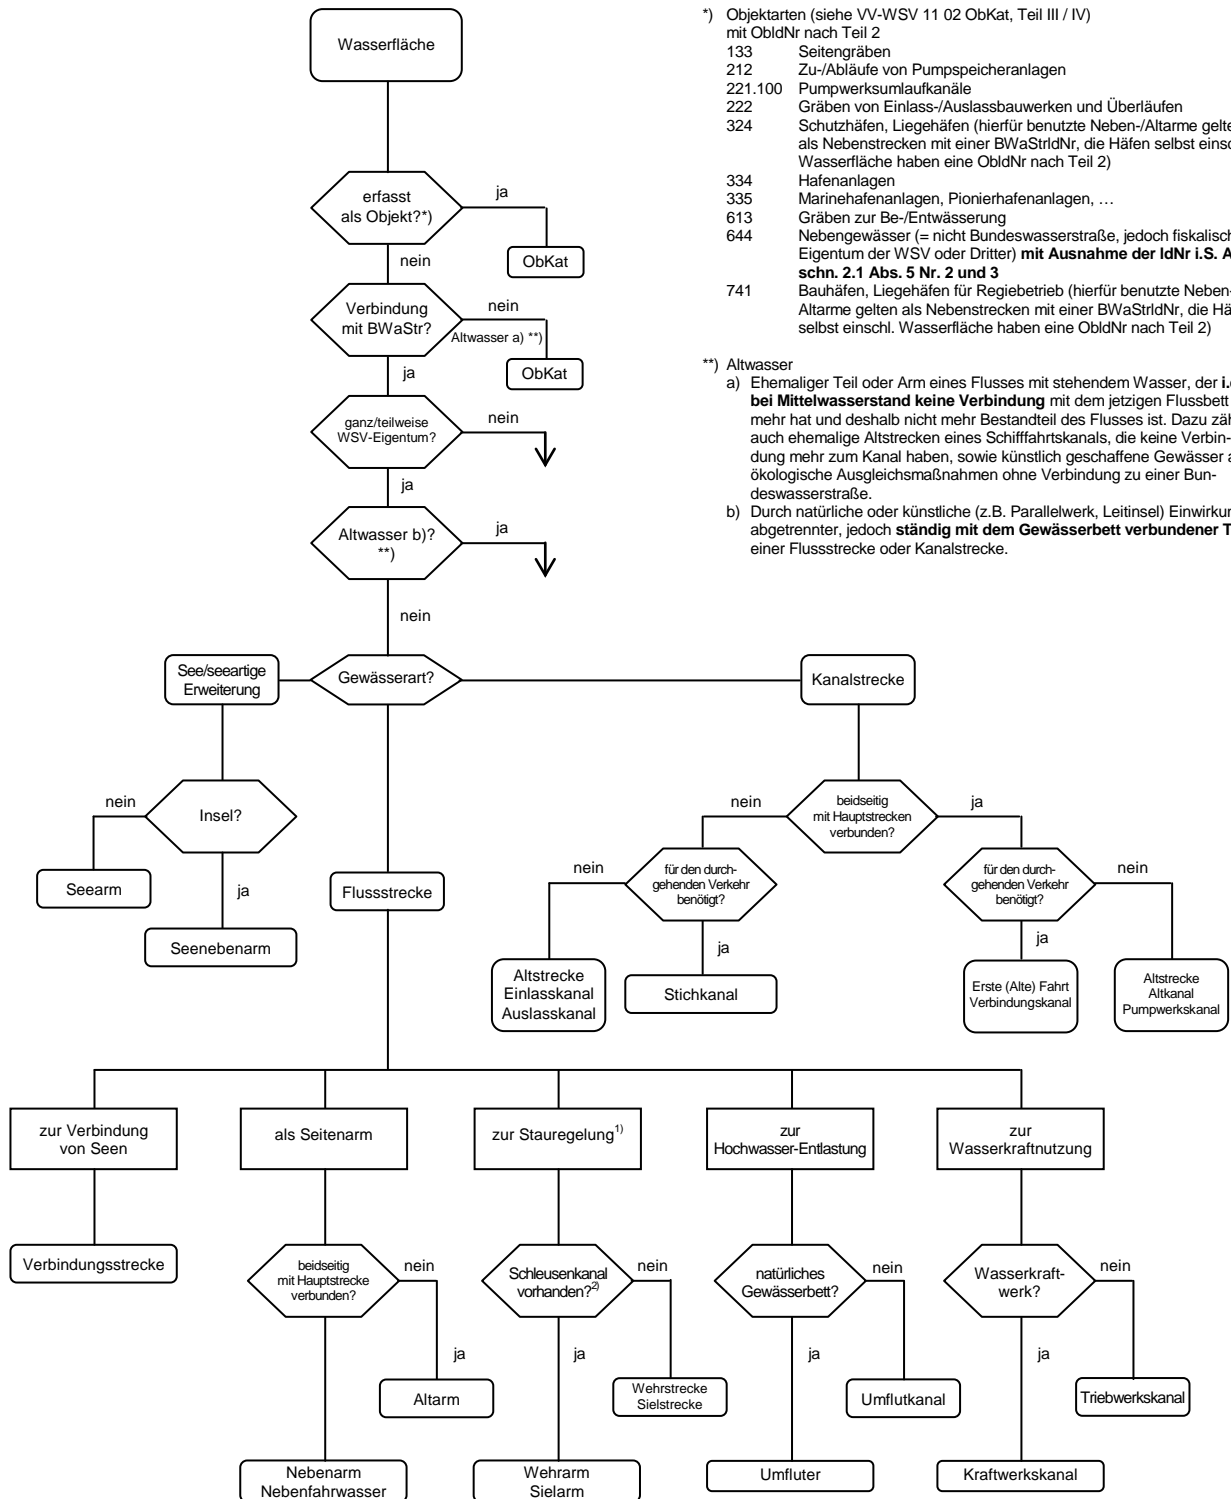 Wasserfläche
erfasst
als Objekt?*)
ja
ObKat
nein
Verbindung
mit BWaStr?
nein
Altwasser a) **)
ObKat
ja
ganz/teilweise
WSV-Eigentum?
nein
ja
Altwasser b)?
**)
ja
nein
*) Objektarten (siehe VV-WSV 11 02 ObKat, Teil III / IV)
mit ObIdNr nach Teil 2
133 Seitengräben
212 Zu-/Abläufe von Pumpspeicheranlagen
221.100 Pumpwerksumlaufkanäle
222 Gräben von Einlass-/Auslassbauwerken und Überläufen
324 Schutzhäfen, Liegehäfen (hierfür benutzte Neben-/Altarme
als Nebenstrecken mit einer BWaStrIdNr, die Häfen selbst
Wasserfläche haben eine ObIdNr nach Teil 2)
334 Hafenanlagen
335 Marinehafenanlagen, Pionierhafenanlagen, …
613 Gräben zur Be-/Entwässerung
644 Nebengewässer (= nicht Bundeswasserstraße, jedoch
Eigentum der WSV oder Dritter) mit Ausnahme der IdNr i.S.
schn. 2.1 Abs. 5 Nr. 2 und 3
741 Bauhäfen, Liegehäfen für Regiebetrieb (hierfür benutzte Neben-
Altarme gelten als Nebenstrecken mit einer BWaStrIdNr, die
selbst einschl. Wasserfläche haben eine ObIdNr nach Teil 2)
**) Altwasser
a) Ehemaliger Teil oder Arm eines Flusses mit stehendem Wasser, der
bei Mittelwasserstand keine Verbindung mit dem jetzigen Flussbett
mehr hat und deshalb nicht mehr Bestandteil des Flusses ist. Dazu
auch ehemalige Altstrecken eines Schifffahrtskanals, die keine Verbin-
dung mehr zum Kanal haben, sowie künstlich geschaffene Gewässer
ökologische Ausgleichsmaßnahmen ohne Verbindung zu einer Bun-
deswasserstraße.
b) Durch natürliche oder künstliche (z.B. Parallelwerk, Leitinsel)
abgetrennter, jedoch ständig mit dem Gewässerbett verbundener
einer Flussstrecke oder Kanalstrecke.
See/seeartige
Erweiterung
Gewässerart?
Kanalstrecke
nein
Insel?
Seearm
ja
Seenebenarm
Flussstrecke
nein
beidseitig
mit Hauptstrecken
verbunden?
ja
nein
für den durch-
gehenden Verkehr
benötigt?
ja
für den durch-
gehenden Verkehr
benötigt?
nein
ja
Altstrecke
Einlasskanal
Auslasskanal
Stichkanal
Erste (Alte) Fahrt
Verbindungskanal
Altstrecke
Altkanal
Pumpwerkskanal
zur Verbindung
von Seen
als Seitenarm
zur Stauregelung1)
zur
Hochwasser-Entlastung
zur
Wasserkraftnutzung
Verbindungsstrecke
beidseitig
mit Hauptstrecke
verbunden?
nein
Schleusenkanal
vorhanden?2)
nein
natürliches
Gewässerbett?
nein
Wasserkraft-
werk?
nein
ja
ja
ja
ja
Altarm
Wehrstrecke
Sielstrecke
Umflutkanal
Triebwerkskanal
Nebenarm
Nebenfahrwasser
Wehrarm
Sielarm
Umfluter
Kraftwerkskanal